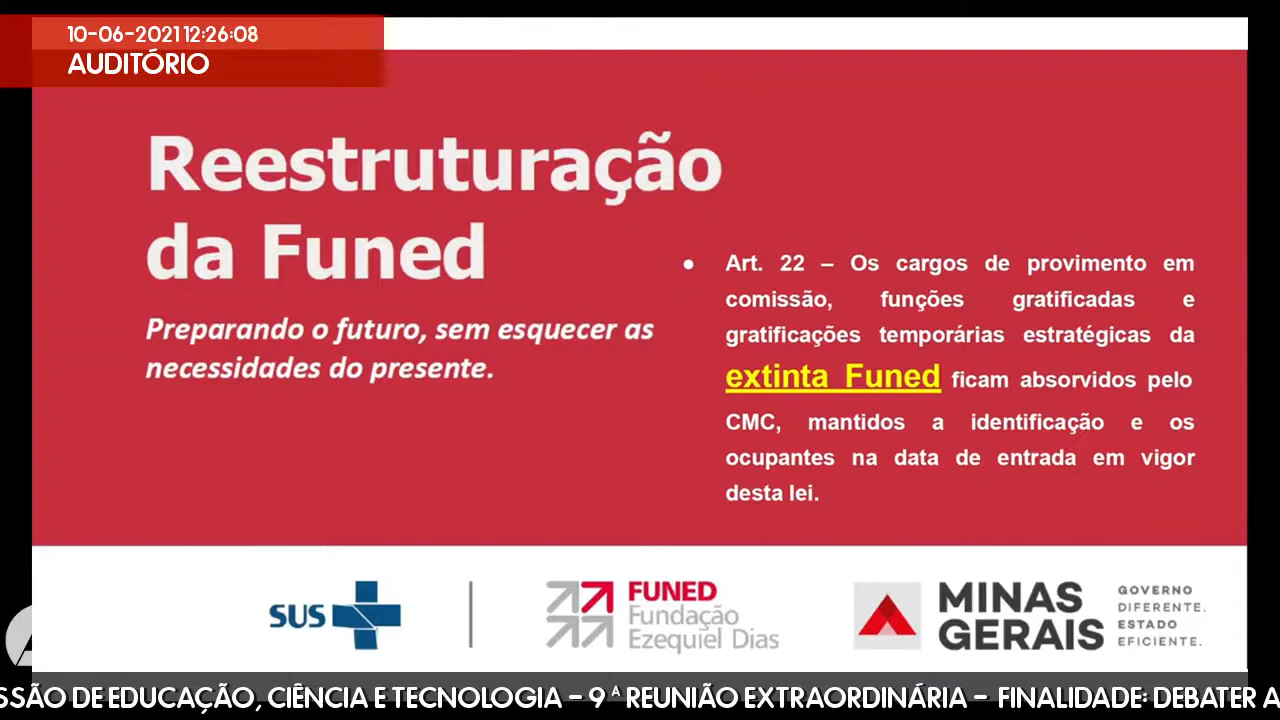 10-06-2021 12:26:08
AUDITÓRIO
Reestruturação
da Funed
Preparando o futuro, sem esquecer as
necessidades do presente.
• Art. 22 – Os cargos de provimento em
comissão, funções gratificadas e
gratificações temporárias estratégicas da
extinta Funed ficam absorvidos pelo
CMC, mantidos a identificação e os
ocupantes na data de entrada em vigor
desta lei.
SUS
FUNED
Fundação
Ezequiel Dias
MINAS
GERAIS
GOVERNO
DIFERENTE.
ESTADO
EFICIENTE.
SSÃO DE EDUCAÇÃO, CIÊNCIA E TECNOLOGIA - 9ª REUNIÃO EXTRAORDINÁRIA - FINALIDADE: DEBATER A